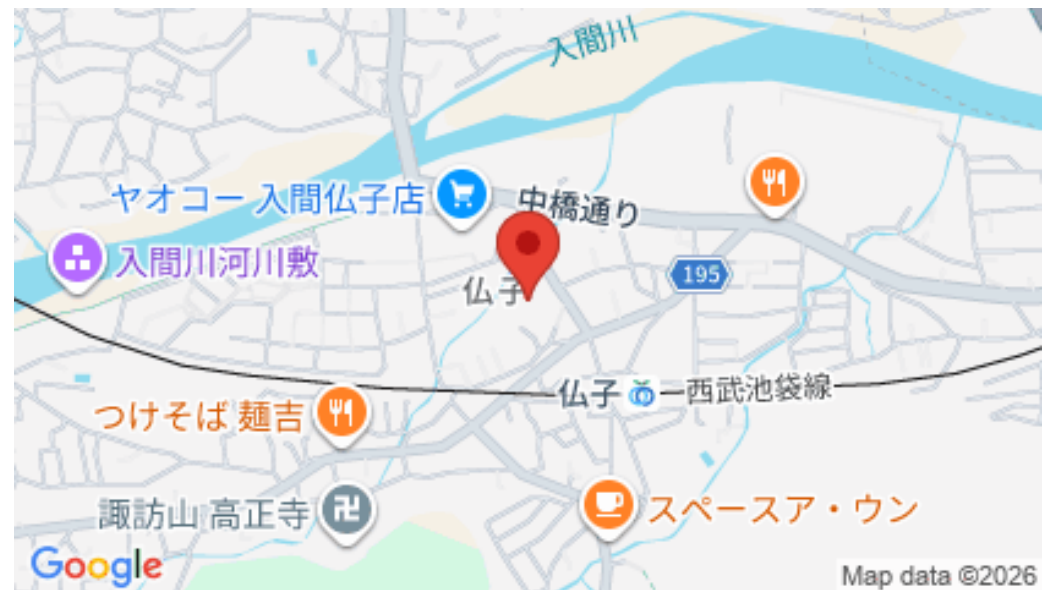 入間川
ヤオコー 入間仏子店
中橋通り
入間川河川敷
195
仏子
仏子
西武池袋線
つけそば 麺吉
諏訪山 高正寺
スペースア・ウン
Google
Map data ©2026